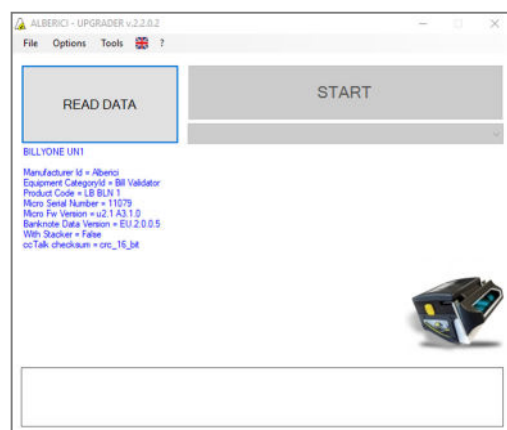 ALBERICI - UPGRADER v.2.2.0.2
File Options Tools ?
READ DATA
START
BILLYONE UN1
Manufacturer Id = Alberici
Equipment CategoryId = Bill Validator
Product Code = LB BLN 1
Micro Serial Number = 11079
Micro Fw Version = u2.1 A3.1.0
Banknote Data Version = EU.2.0.0.5
With Stacker = False
ccTalk checksum = crc_16_bit